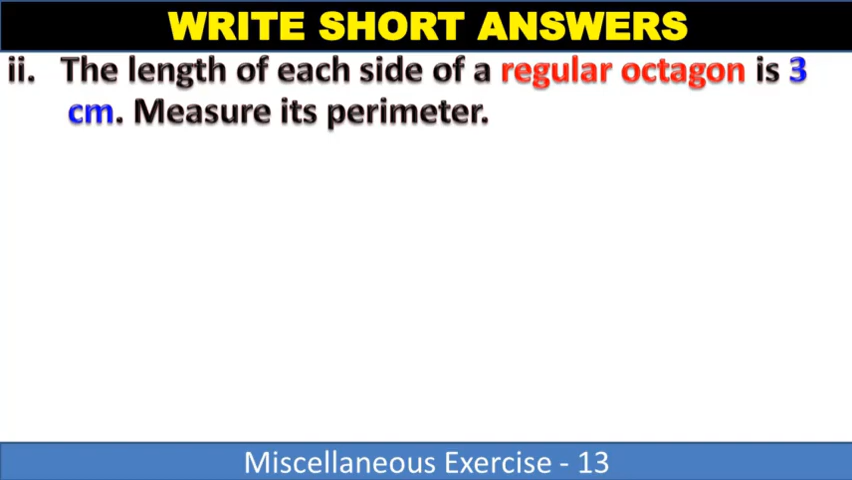 WRITE SHORT ANSWERS
ii. The length of each side of a regular octagon is 3
cm. Measure its perimeter.
Miscellaneous Exercise - 13